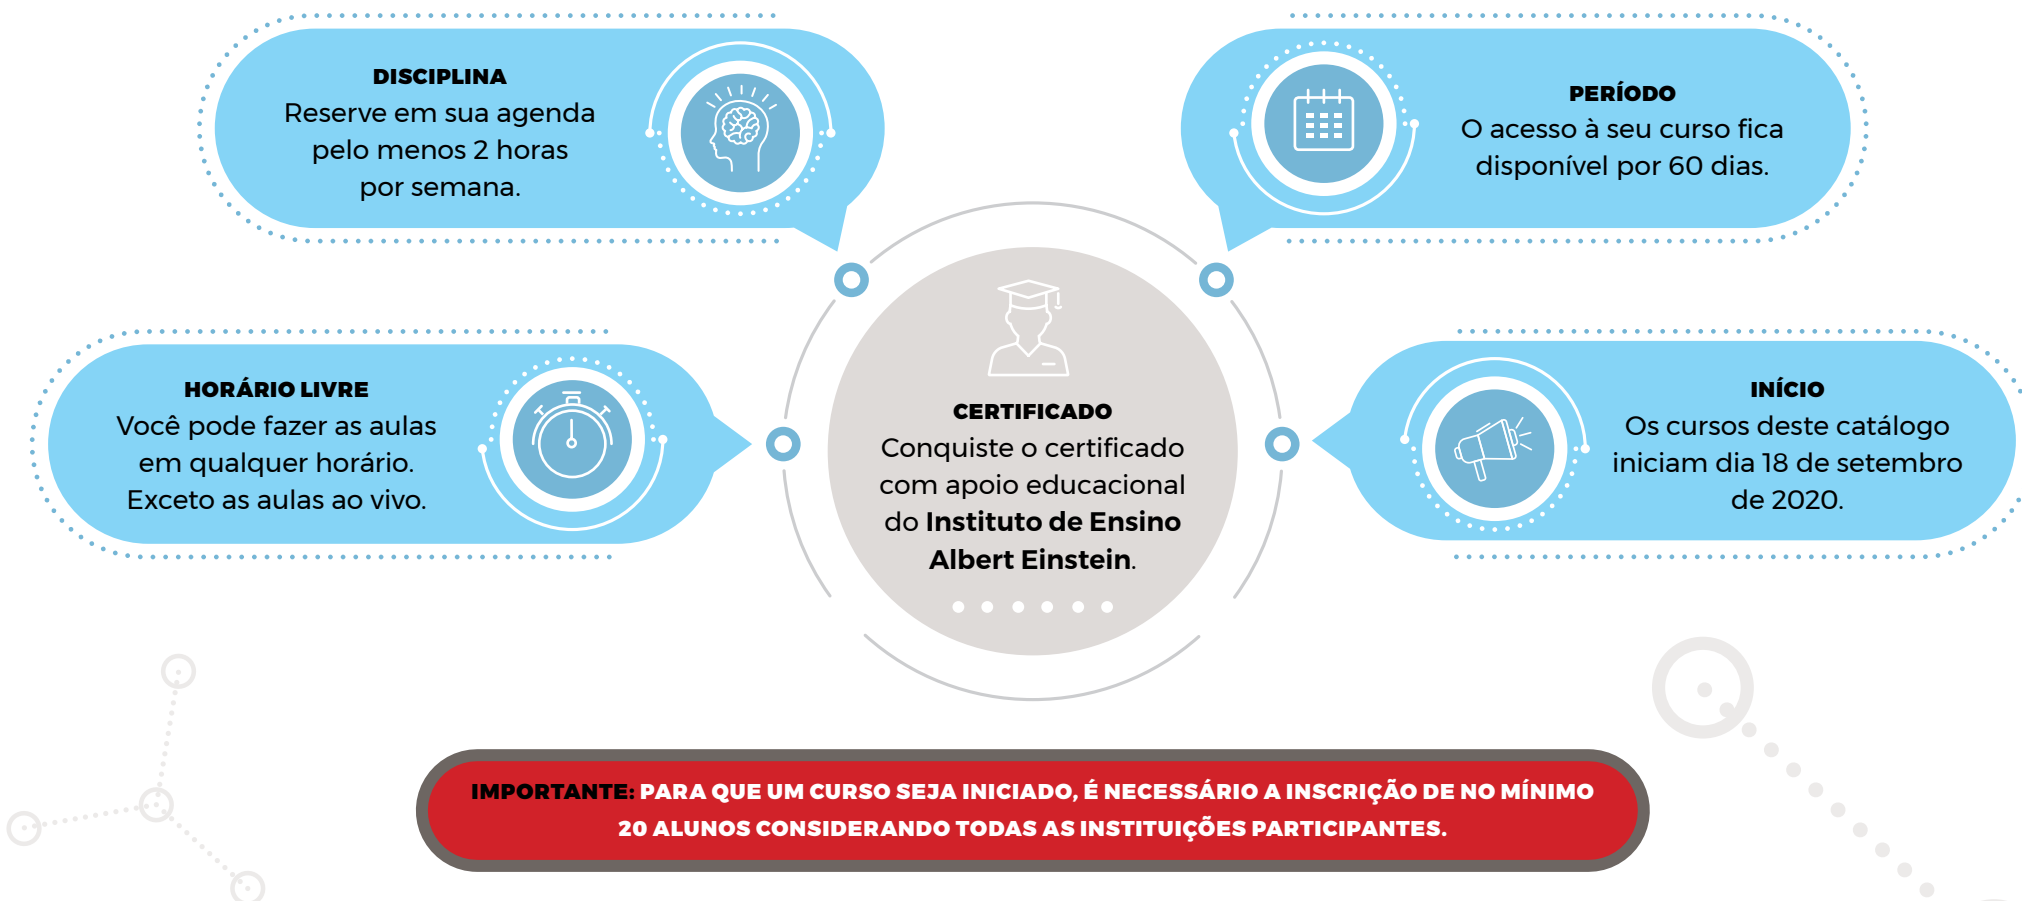 DISCIPLINA
Reserve em sua agenda
pelo menos 2 horas
por semana.
PERÍODO
O acesso à seu curso fica
disponível por 60 dias.
HORÁRIO LIVRE
Você pode fazer as aulas
em qualquer horário.
Exceto as aulas ao vivo.
CERTIFICADO
Conquiste o certificado
com apoio educacional
do Instituto de Ensino
Albert Einstein.
INÍCIO
Os cursos deste catálogo
iniciam dia 18 de setembro
de 2020.
IMPORTANTE: PARA QUE UM CURSO SEJA INICIADO, É NECESSÁRIO A INSCRIÇÃO DE NO MÍNIMO
20 ALUNOS CONSIDERANDO TODAS AS INSTITUIÇÕES PARTICIPANTES.